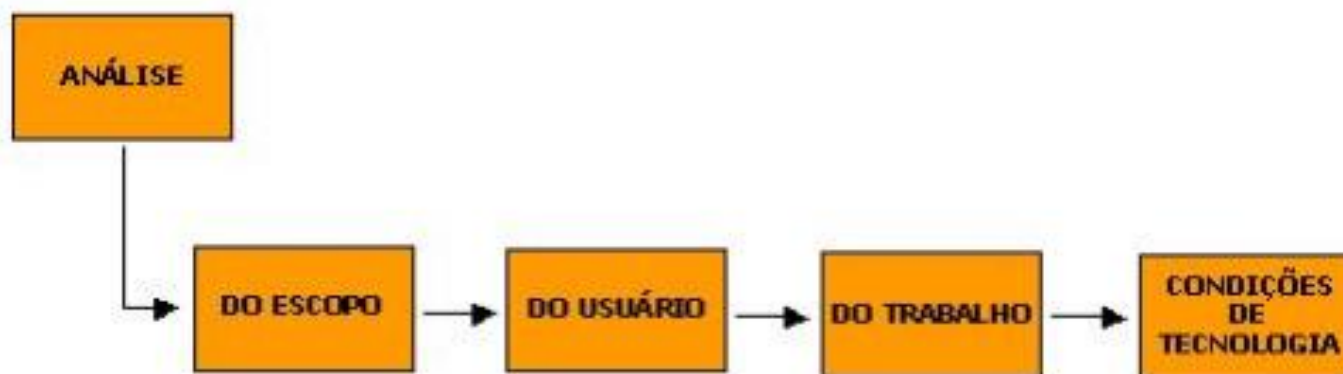 ANÁLISE
DO ESCOPO
DO USUÁRIO
DO TRABALHO
CONDIÇÕES
DE
TECNOLOGIA